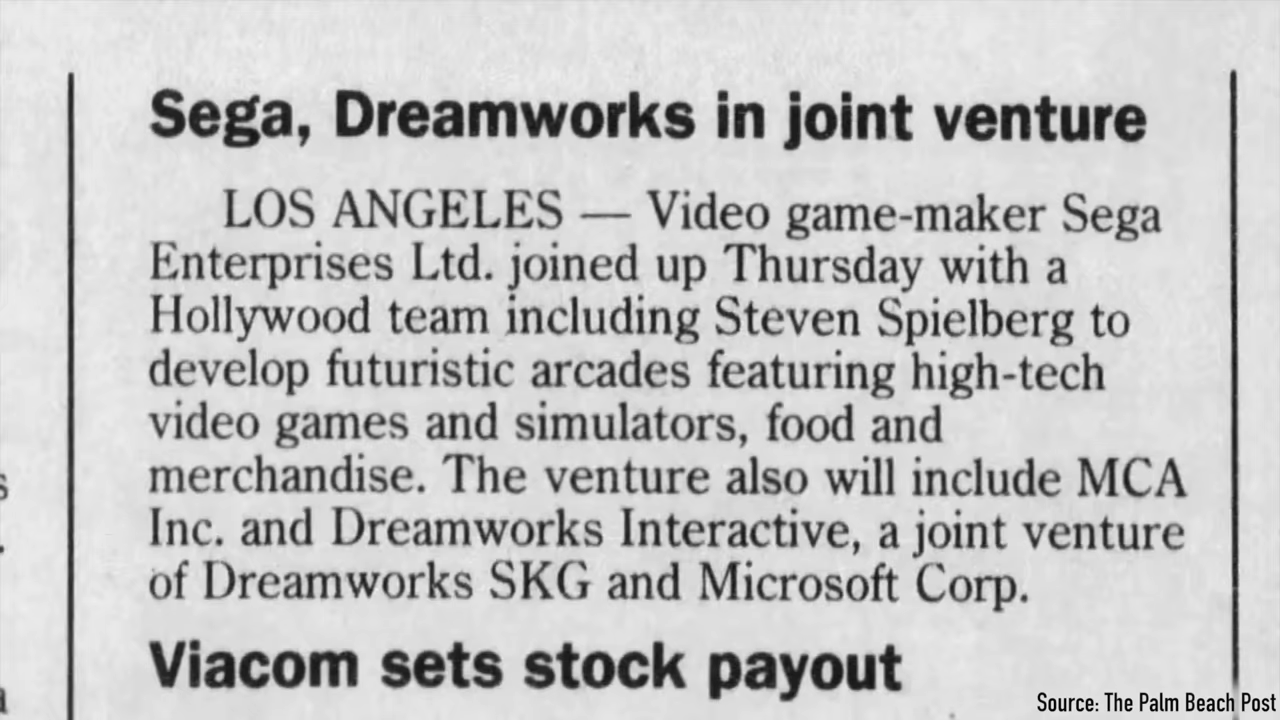 Sega, Dreamworks in joint venture
LOS ANGELES — Video game-maker Sega
Enterprises Ltd. joined up Thursday with a
Hollywood team including Steven Spielberg to
develop futuristic arcades featuring high-tech
video games and simulators, food and
merchandise. The venture also will include MCA
Inc. and Dreamworks Interactive, a joint venture
of Dreamworks SKG and Microsoft Corp.
Viacom sets stock payout
Source: The Palm Beach Post